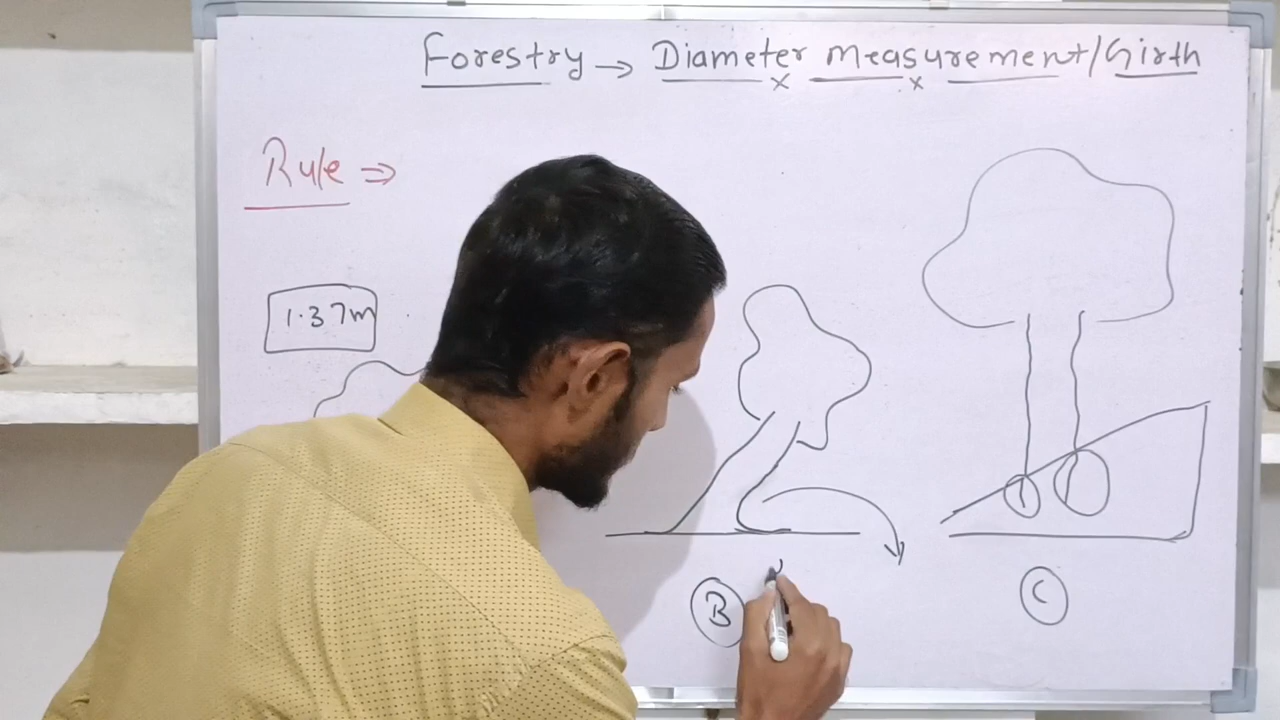 Forestry → Diameter Measurement/Girth
Rule ⇒
1.37m
B
C